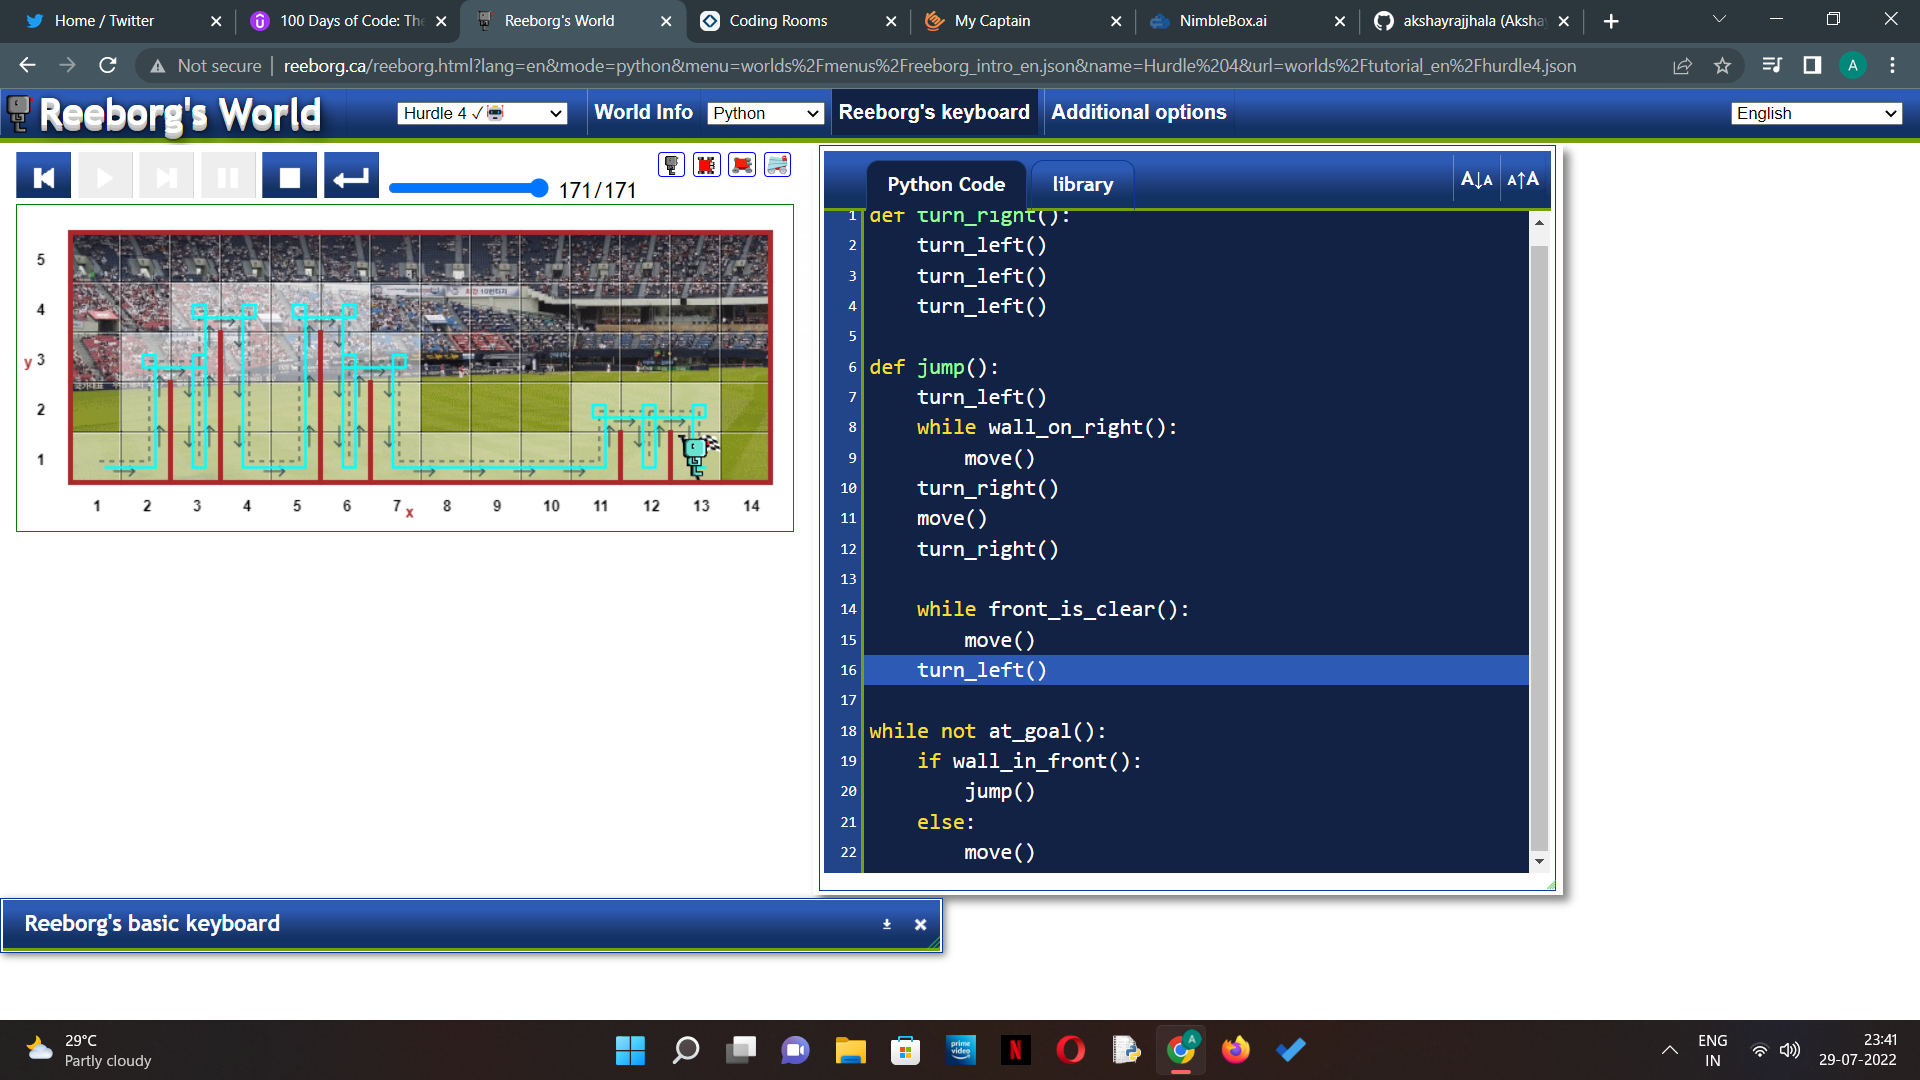 Home / Twitter
100 Days of Code: The
Reeborg's World
Coding Rooms
My Captain
NimbleBox.ai
akshayrajjhala (Aksha
Not secure
reeborg.ca/reeborg.html?lang=en&mode=python&menu=worlds%2Fmenus%2Freeborg_intro_en.json&name=Hurdle%204&url=worlds%2Ftutorial_en%2Fhurdle4.json
A
Reeborg's World
Hurdle 4 ✓
World Info
Python
Reeborg's keyboard
Additional options
English
171/171
Python Code
library
A↓A
A↑A
5
4
y 3
2
1
1 2 3 4 5 6 7 8 9 10 11 12 13 14
x
1 def turn_right():
2 turn_left()
3 turn_left()
4 turn_left()
5
6 def jump():
7 turn_left()
8 while wall_on_right():
9 move()
10 turn_right()
11 move()
12 turn_right()
13
14 while front_is_clear():
15 move()
16 turn_left()
17
18 while not at_goal():
19 if wall_in_front():
20 jump()
21 else:
22 move()
Reeborg's basic keyboard
29°C
Partly cloudy
prime video
N
A
ENG
IN
23:41
29-07-2022